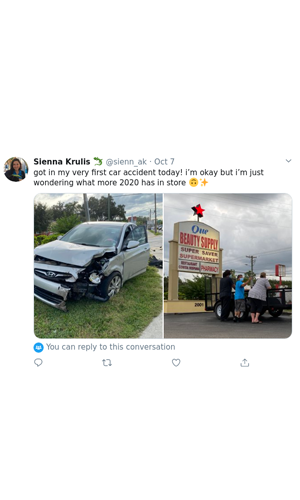 Sienna Krulis 🦖 @sienn_ak · Oct 7
got in my very first car accident today! i'm okay but i'm just
wondering what more 2020 has in store 🙃✨
One
BEAUTY SUPPLY
SUPER SAVER
SUPERMARKET
PHARMACY
2001
You can reply to this conversation